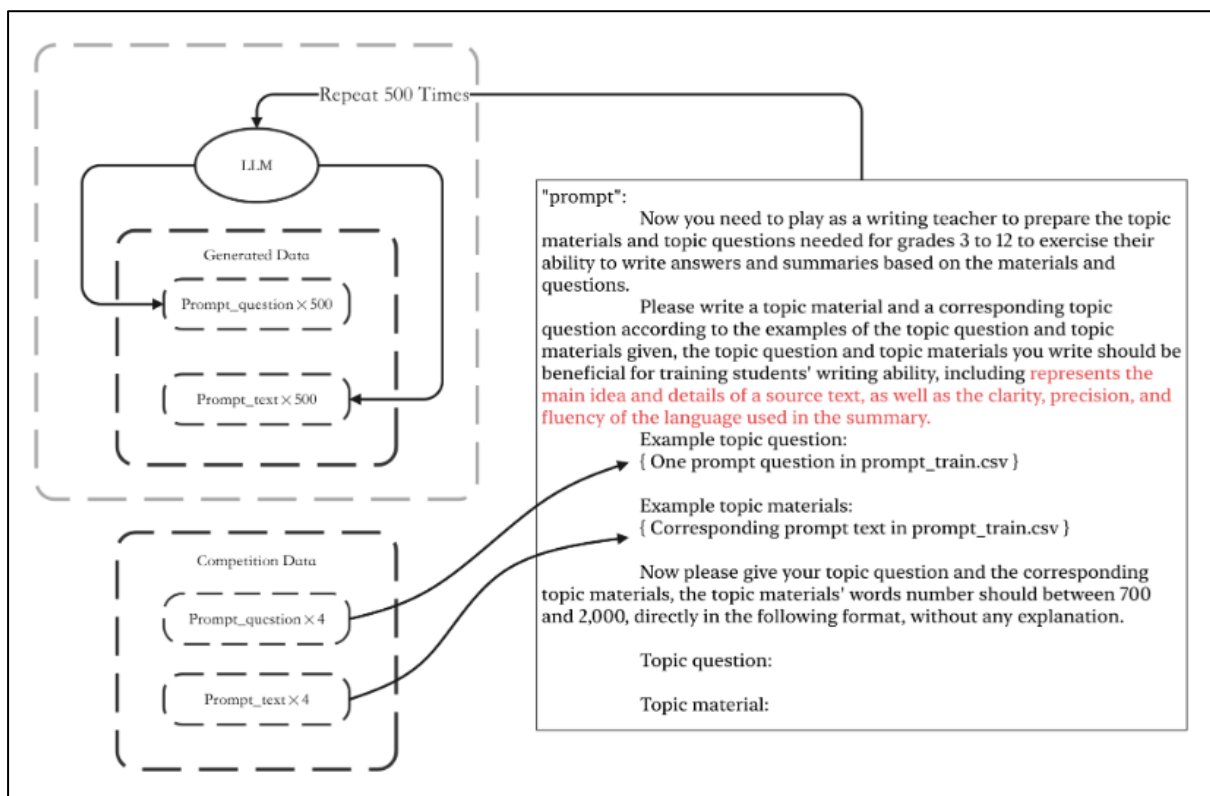 Repeat 500 Times
LLM
Generated Data
Prompt_question×500
Prompt_text×500
Competition Data
Prompt_question×4
Prompt_text×4
"prompt":
Now you need to play as a writing teacher to prepare the topic
materials and topic questions needed for grades 3 to 12 to exercise their
ability to write answers and summaries based on the materials and
questions.
Please write a topic material and a corresponding topic
question according to the examples of the topic question and topic
materials given, the topic question and topic materials you write should be
beneficial for training students' writing ability, including represents the
main idea and details of a source text, as well as the clarity, precision, and
fluency of the language used in the summary.
Example topic question:
{ One prompt question in prompt_train.csv }
Example topic materials:
{ Corresponding prompt text in prompt_train.csv }
Now please give your topic question and the corresponding
topic materials, the topic materials' words number should between 700
and 2,000, directly in the following format, without any explanation.
Topic question:
Topic material: